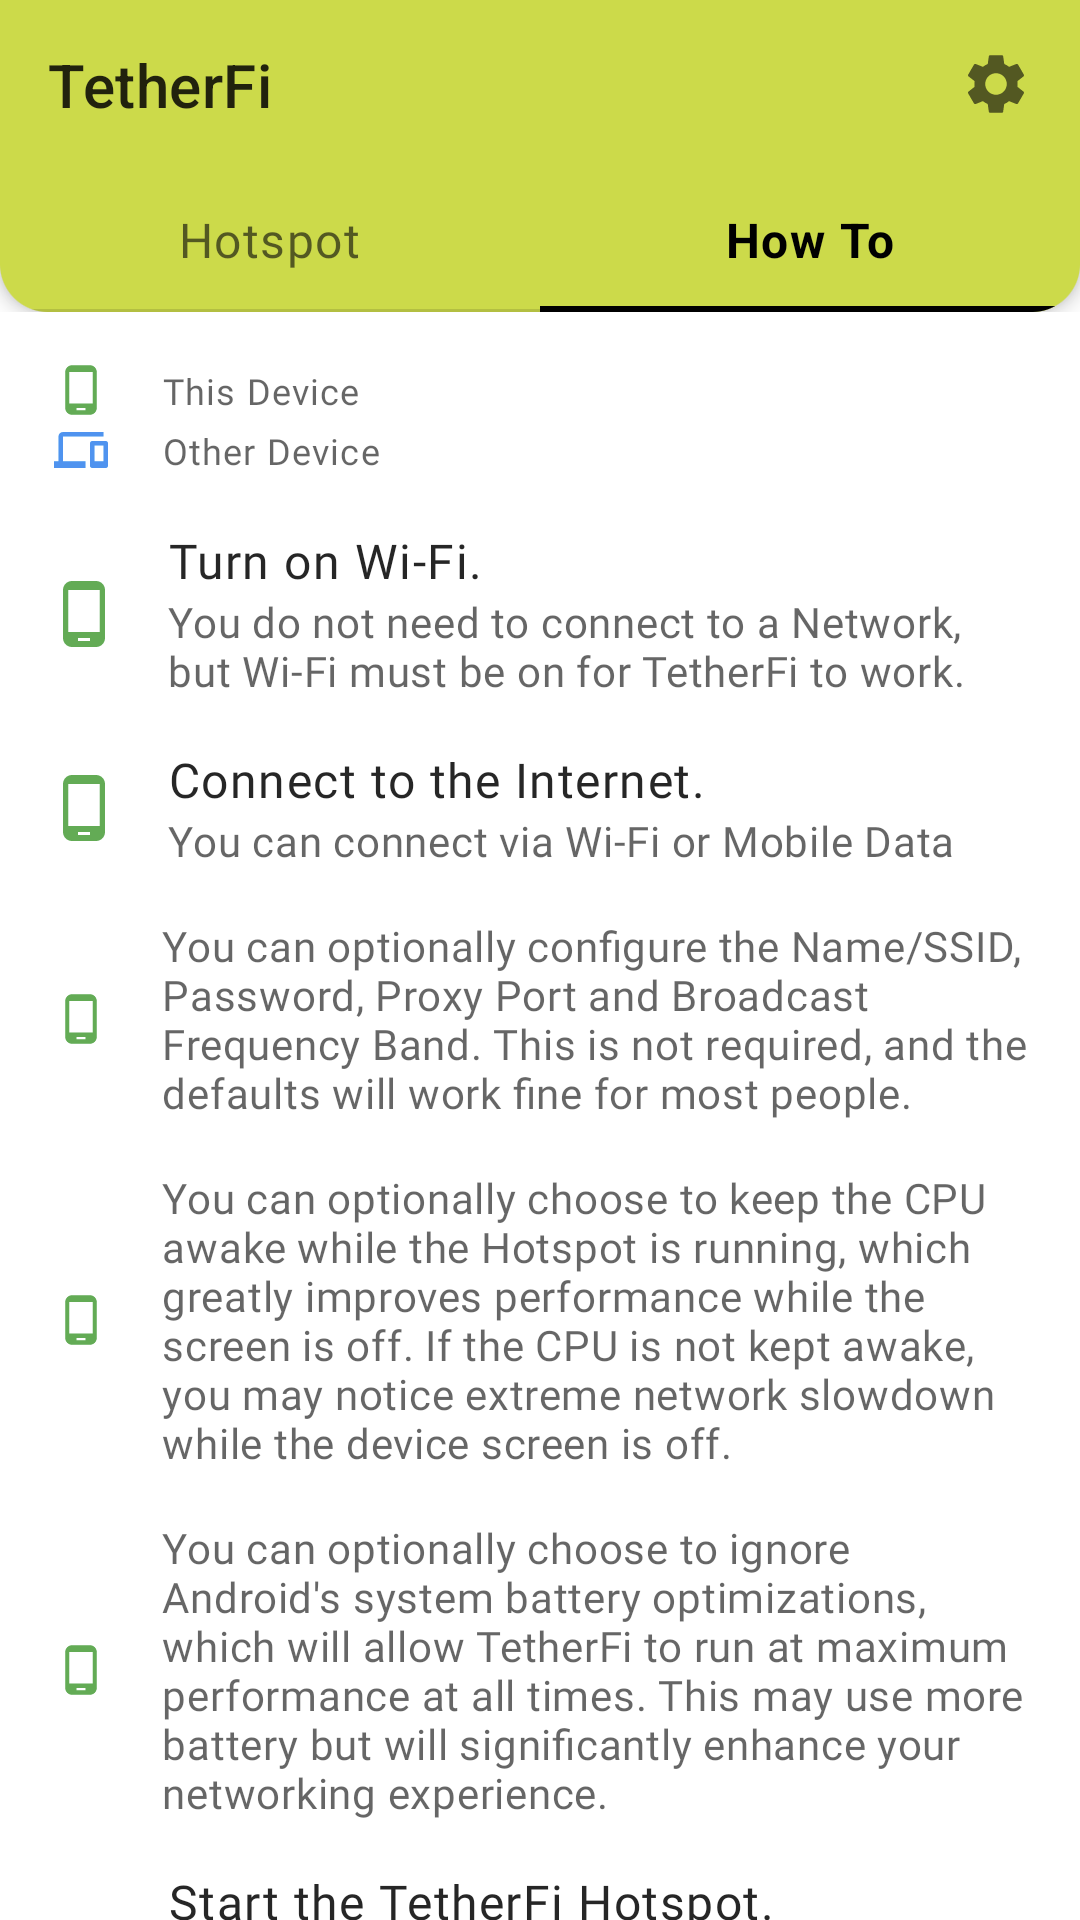 TetherFi
Hotspot
How To
This Device
Other Device
Turn on Wi-Fi.
You do not need to connect to a Network,
but Wi-Fi must be on for TetherFi to work.
Connect to the Internet.
You can connect via Wi-Fi or Mobile Data
You can optionally configure the Name/SSID,
Password, Proxy Port and Broadcast
Frequency Band. This is not required, and the
defaults will work fine for most people.
You can optionally choose to keep the CPU
awake while the Hotspot is running, which
greatly improves performance while the
screen is off. If the CPU is not kept awake,
you may notice extreme network slowdown
while the device screen is off.
You can optionally choose to ignore
Android's system battery optimizations,
which will allow TetherFi to run at maximum
performance at all times. This may use more
battery but will significantly enhance your
networking experience.
Start the TetherFi Hotspot.